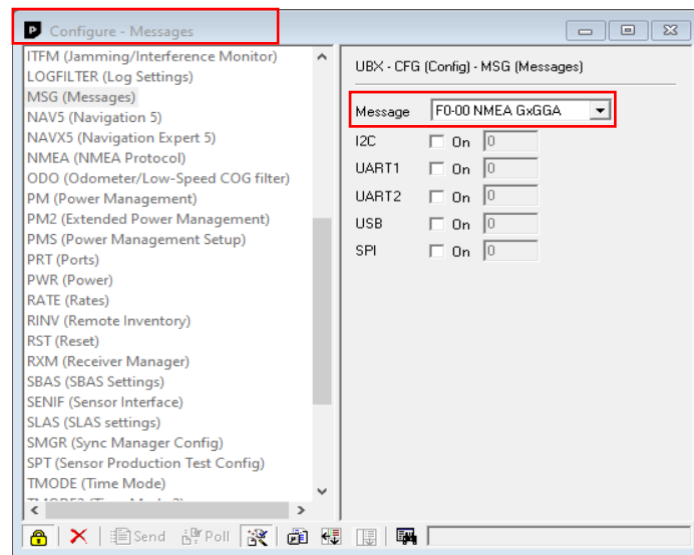 Configure - Messages
ITFM (Jamming/Interference Monitor)
LOGFILTER (Log Settings)
MSG (Messages)
NAV5 (Navigation 5)
NAVX5 (Navigation Expert 5)
NMEA (NMEA Protocol)
ODO (Odometer/Low-Speed COG filter)
PM (Power Management)
PM2 (Extended Power Management)
PMS (Power Management Setup)
PRT (Ports)
PWR (Power)
RATE (Rates)
RINV (Remote Inventory)
RST (Reset)
RXM (Receiver Manager)
SBAS (SBAS Settings)
SENIF (Sensor Interface)
SLAS (SLAS settings)
SMGR (Sync Manager Config)
SPT (Sensor Production Test Config)
TMODE (Time Mode)
UBX - CFG (Config) - MSG (Messages)
Message F0-00 NMEA GxGGA
I2C On 0
UART1 On 0
UART2 On 0
USB On 0
SPI On 0
Send Poll